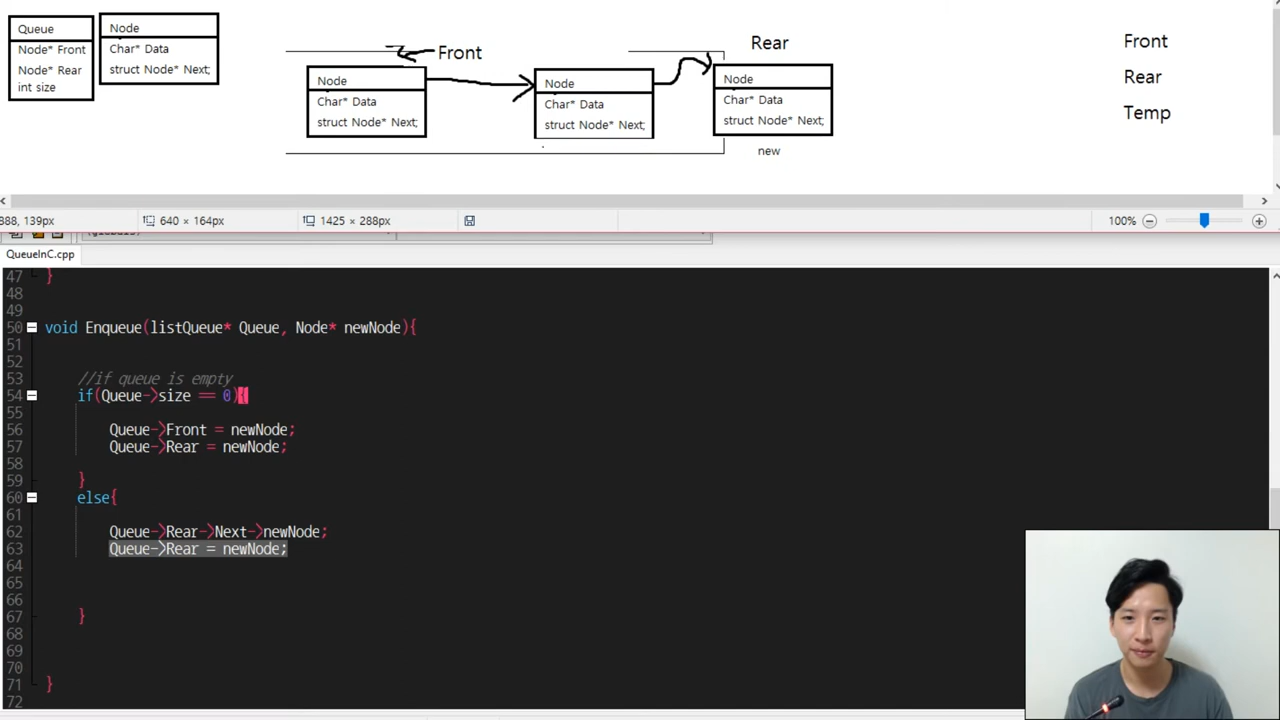 Queue
Node* Front
Node* Rear
int size
Node
Char* Data
struct Node* Next;
Front
Node
Char* Data
struct Node* Next;
Node
Char* Data
struct Node* Next;
Rear
Node
Char* Data
struct Node* Next;
new
Front
Rear
Temp
888, 139px
640 × 164px
1425 × 288px
100%
QueueInC.cpp
47 }
48
49
50 void Enqueue(listQueue* Queue, Node* newNode){
51
52
53 //if queue is empty
54 if(Queue->size == 0){
55
56 Queue->Front = newNode;
57 Queue->Rear = newNode;
58
59 }
60 else{
61
62 Queue->Rear->Next->newNode;
63 Queue->Rear = newNode;
64
65
66
67 }
68
69
70
71 }
72